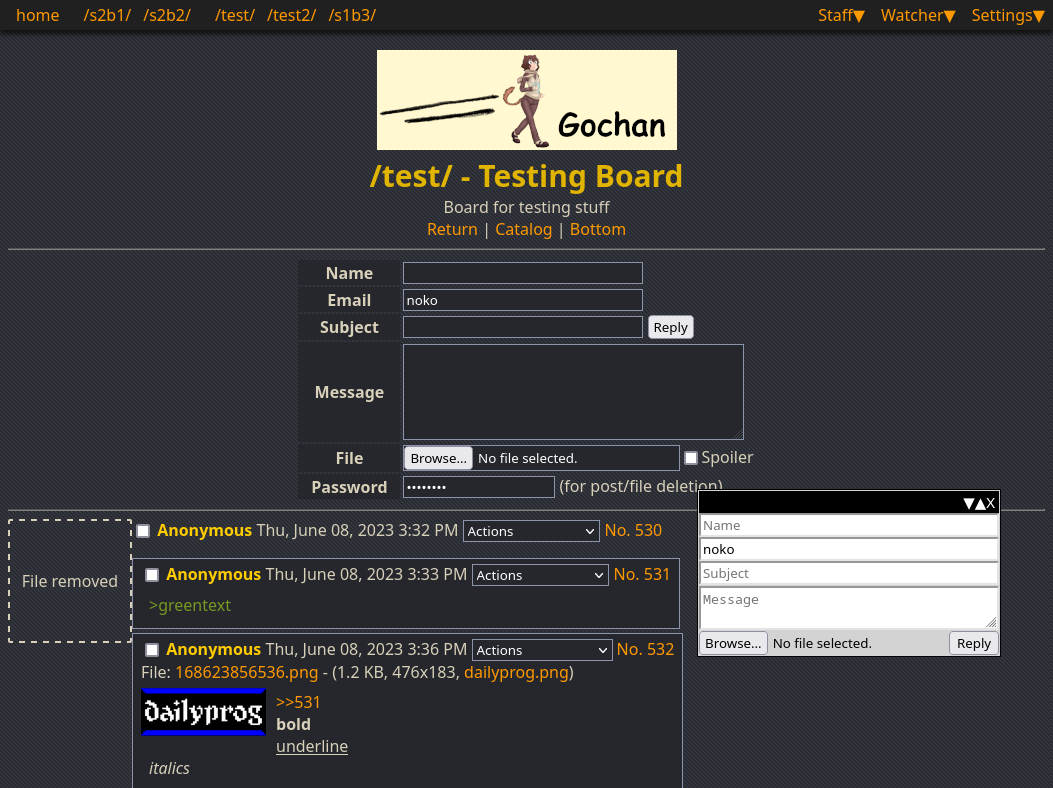 home /s2b1/ /s2b2/ /test/ /test2/ /s1b3/ Staff▼ Watcher▼ Settings▼
Gochan
/test/ - Testing Board
Board for testing stuff
Return | Catalog | Bottom
Name
Email noko
Subject Reply
Message
File Browse... No file selected. Spoiler
Password •••••••• (for post/file deletion)
▼▲X
Name
noko
Subject
Message
Browse... No file selected. Reply
File removed
Anonymous Thu, June 08, 2023 3:32 PM Actions No. 530
Anonymous Thu, June 08, 2023 3:33 PM Actions No. 531
>greentext
Anonymous Thu, June 08, 2023 3:36 PM Actions No. 532
File: 168623856536.png - (1.2 KB, 476x183, dailyprog.png)
dailyprog
>>531
bold
underline
italics